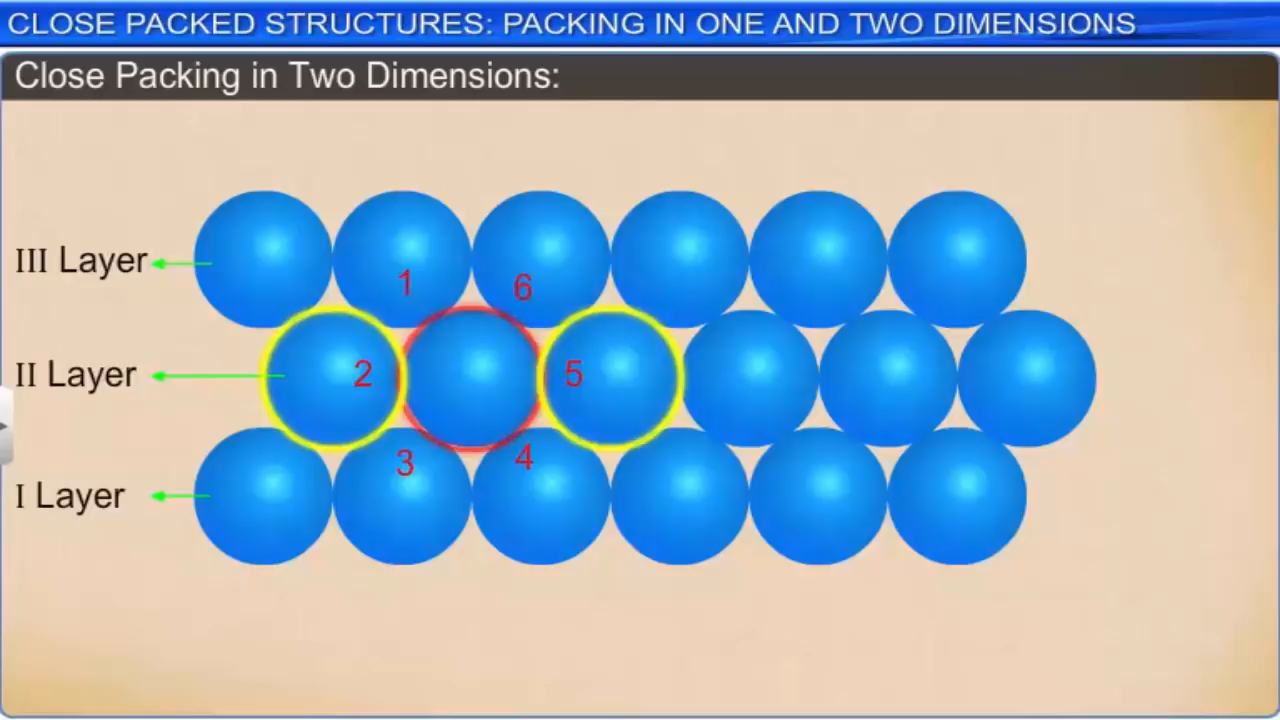 CLOSE PACKED STRUCTURES: PACKING IN ONE AND TWO DIMENSIONS
Close Packing in Two Dimensions:
III Layer
1
6
II Layer
2
5
3
4
I Layer